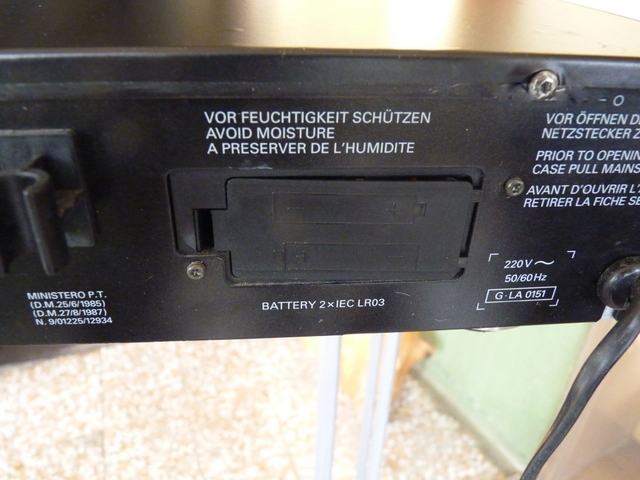 VOR FEUCHTIGKEIT SCHÜTZEN
AVOID MOISTURE
A PRESERVER DE L'HUMIDITE
VOR ÖFFNEN
NETZSTECKER
PRIOR TO OPENING
CASE PULL MAINS
AVANT D'OUVRIR
RETIRER LA FICHE
220V ~
50/60Hz
G-LA 0151
MINISTERO P.T.
(D.M.25/6/1985)
(D.M.27/8/1987)
N. 9/01225/12934
BATTERY 2×IEC LR03